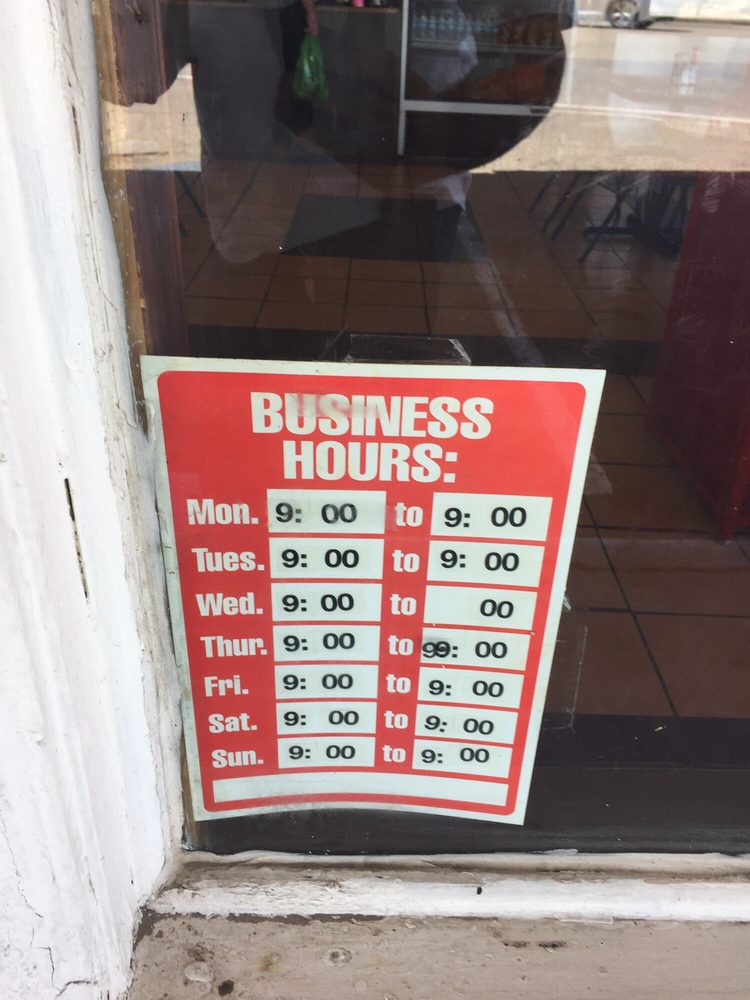 BUSINESS
HOURS:
Mon. 9: 00 to 9: 00
Tues. 9: 00 to 9: 00
Wed. 9: 00 to 00
Thur. 9: 00 to 99: 00
Fri. 9: 00 to 9: 00
Sat. 9: 00 to 9: 00
Sun. 9: 00 to 9: 00